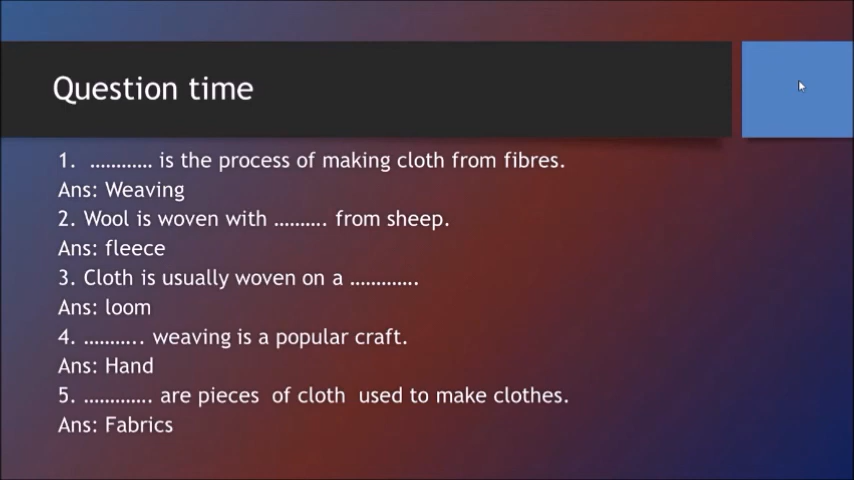 Question time
1. ............ is the process of making cloth from fibres.
Ans: Weaving
2. Wool is woven with .......... from sheep.
Ans: fleece
3. Cloth is usually woven on a .............
Ans: loom
4. ........... weaving is a popular craft.
Ans: Hand
5. ............. are pieces of cloth used to make clothes.
Ans: Fabrics